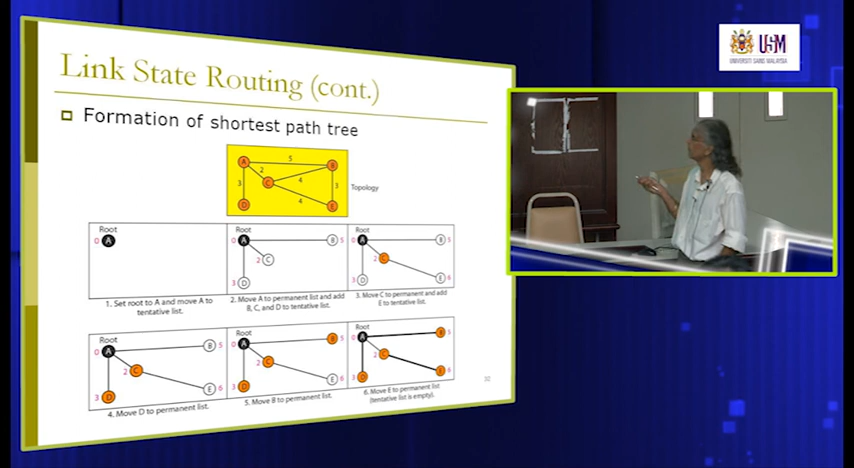 Link State Routing (cont.)
Formation of shortest path tree
A 5 B
2
C 4
3 3
4
D E
Topology
Root
0 A
1. Set root to A and move A to
tentative list.
Root
0 A B 5
2 C
3 D
2. Move A to permanent list and add
B, C, and D to tentative list.
Root
0 A B 5
2 C
3 D E 6
3. Move C to permanent and add
E to tentative list.
Root
0 A B 5
2 C
3 D E 6
4. Move D to permanent list.
Root
0 A B 5
2 C
3 D E 6
5. Move B to permanent list.
Root
0 A B 5
2 C
3 D E 6
6. Move E to permanent list
(tentative list is empty).
32
USM
UNIVERSITI SAINS MALAYSIA